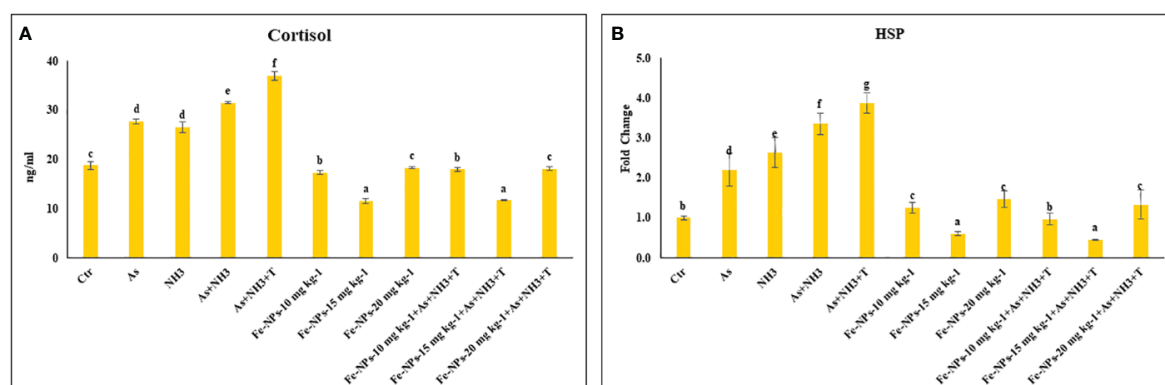 A
Cortisol
ng/ml
40
30
20
10
0
c
d
d
e
f
b
a
c
b
a
c
Ctr
As
NH3
As+NH3
As+NH3+T
Fe-NPs-10 mg kg-1
Fe-NPs-15 mg kg-1
Fe-NPs-20 mg kg-1
Fe-NPs-10 mg kg-1+As+NH3+T
Fe-NPs-15 mg kg-1+As+NH3+T
Fe-NPs-20 mg kg-1+As+NH3+T
B
HSP
Fold Change
5.0
4.0
3.0
2.0
1.0
0.0
b
d
e
f
g
c
a
c
b
a
c
Ctr
As
NH3
As+NH3
As+NH3+T
Fe-NPs-10 mg kg-1
Fe-NPs-15 mg kg-1
Fe-NPs-20 mg kg-1
Fe-NPs-10 mg kg-1+As+NH3+T
Fe-NPs-15 mg kg-1+As+NH3+T
Fe-NPs-20 mg kg-1+As+NH3+T